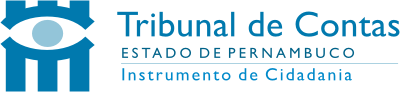 Tribunal de Contas
ESTADO DE PERNAMBUCO
Instrumento de Cidadania